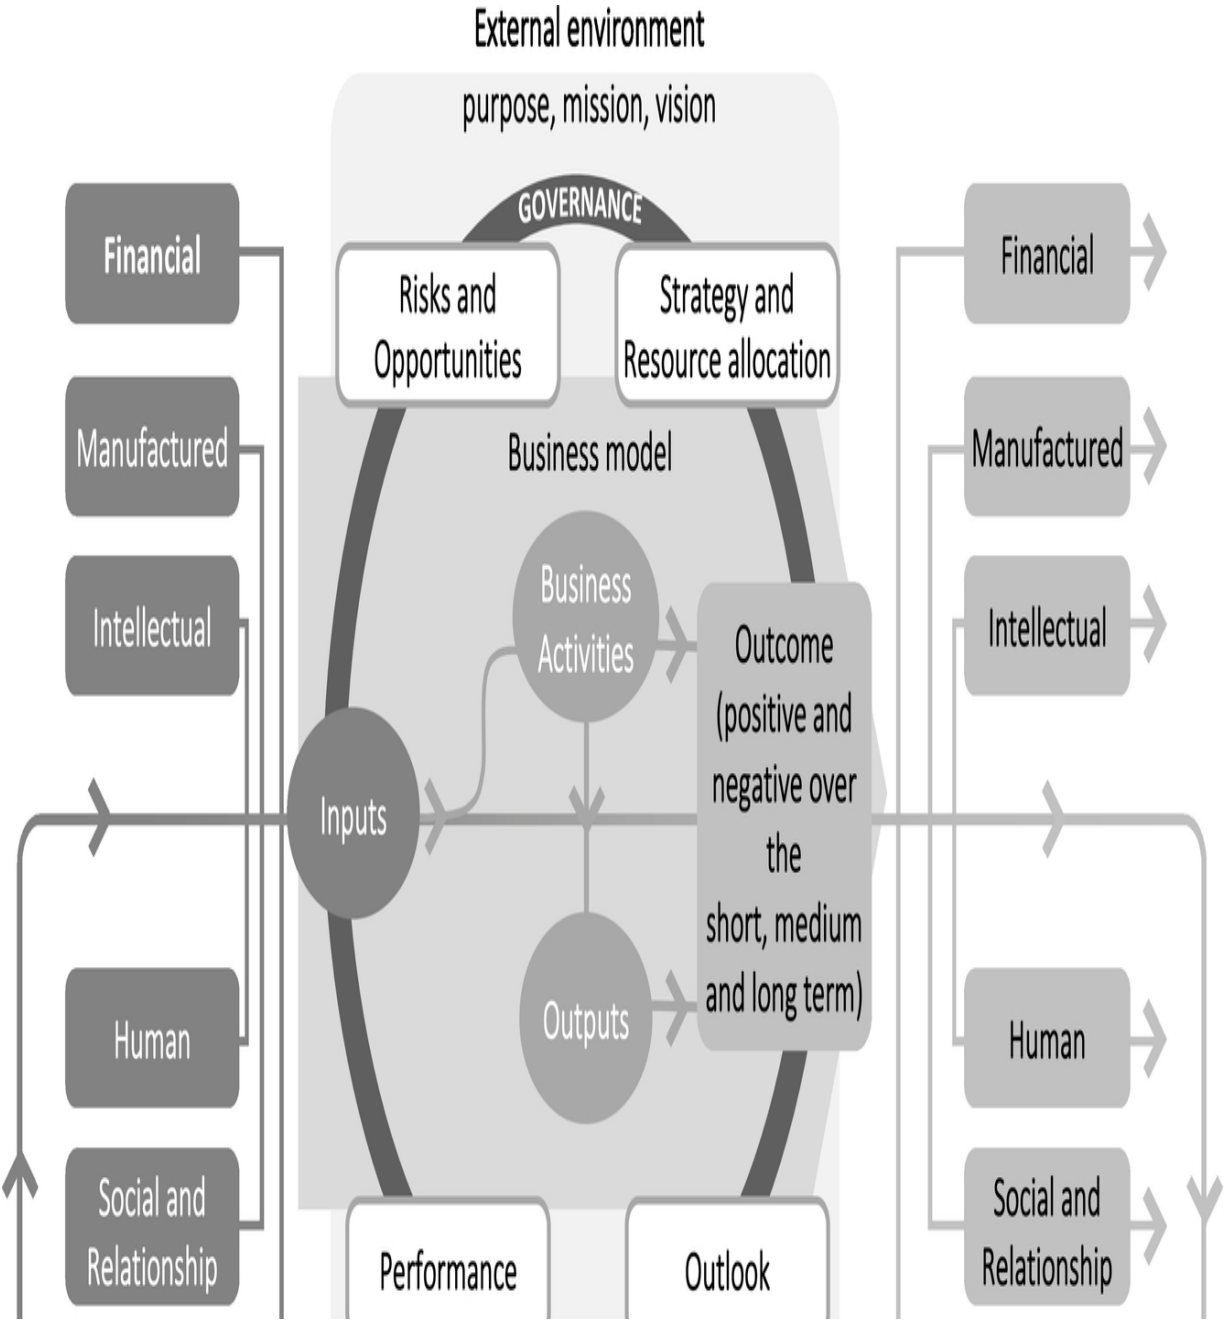 External environment
purpose, mission, vision
GOVERNANCE
Financial
Manufactured
Intellectual
Human
Social and
Relationship
Risks and
Opportunities
Strategy and
Resource allocation
Business model
Business
Activities
Inputs
Outputs
Outcome
(positive and
negative over
the
short, medium
and long term)
Performance
Outlook
Financial
Manufactured
Intellectual
Human
Social and
Relationship